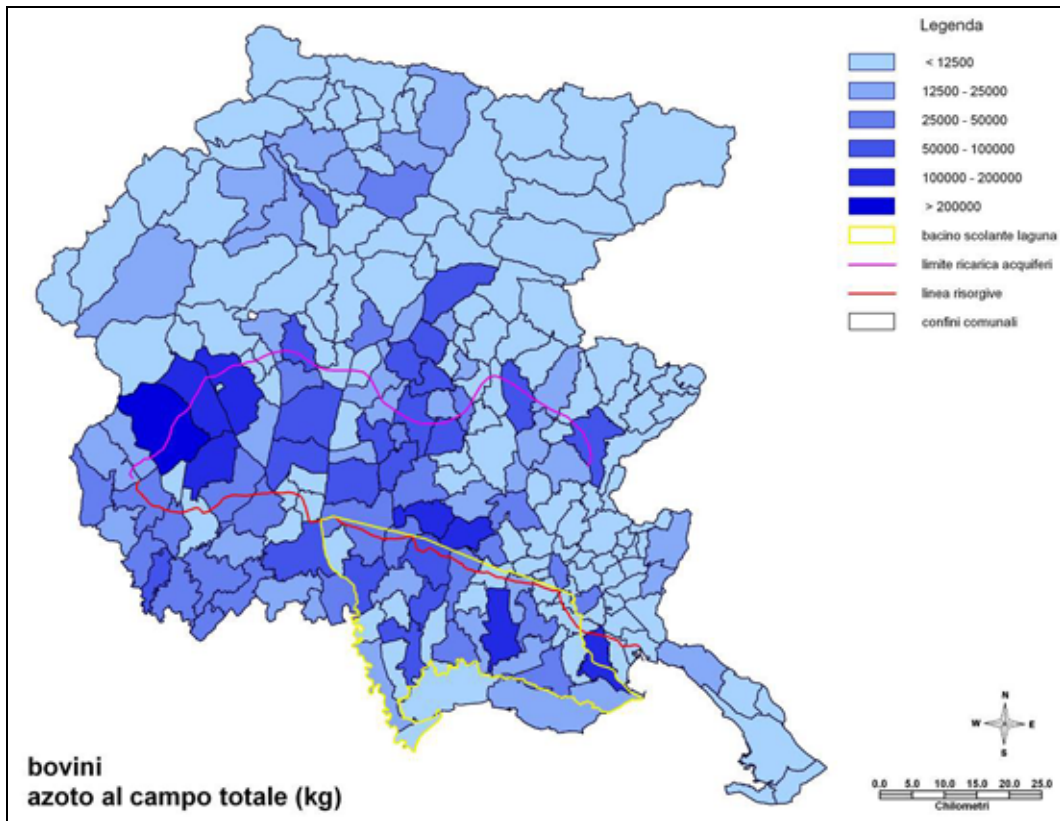 Legenda
< 12500
12500 - 25000
25000 - 50000
50000 - 100000
100000 - 200000
> 200000
bacino scolante laguna
limite ricarica acquiferi
linea risorgive
confini comunali
N
W E
S
bovini
azoto al campo totale (kg)
0.0 5.0 10.0 15.0 20.0 25.0
Chilometri